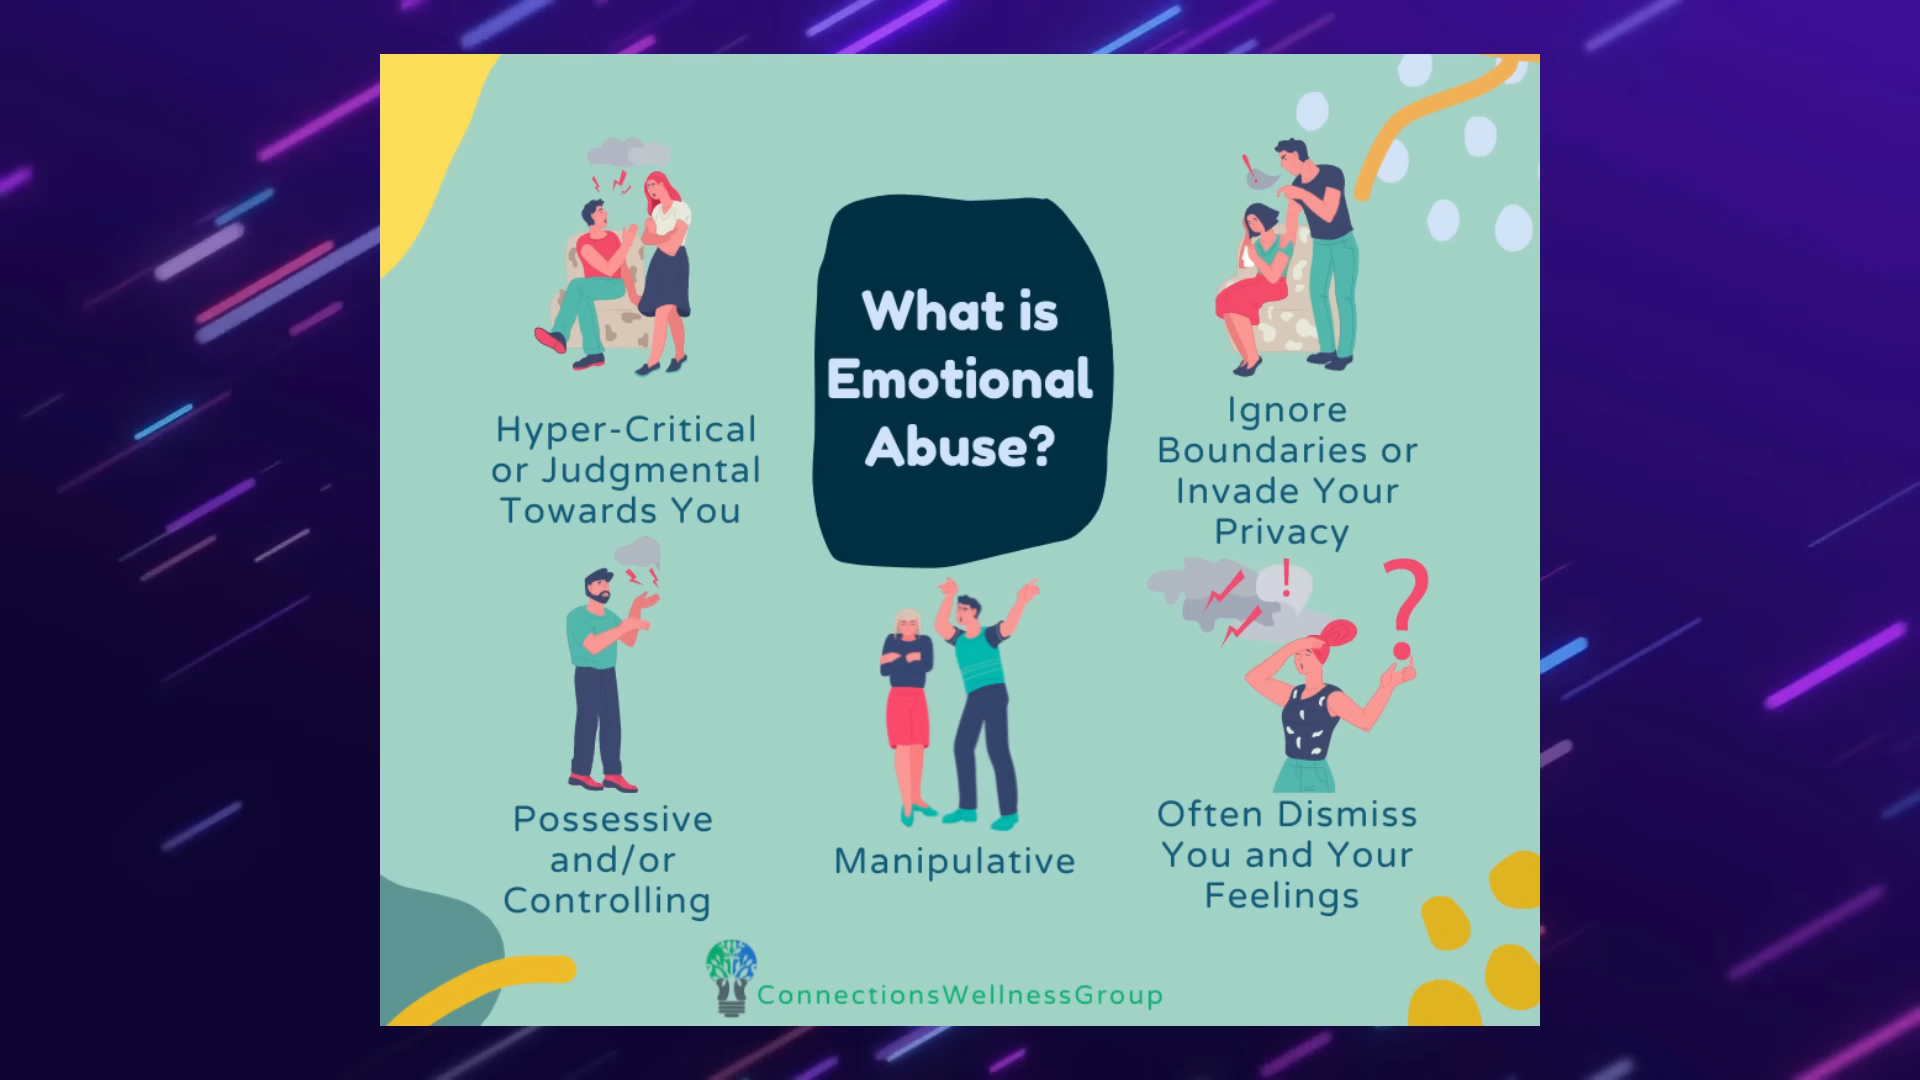 What is
Emotional
Abuse?
Hyper-Critical
or Judgmental
Towards You
Ignore
Boundaries or
Invade Your
Privacy
!
?
Possessive
and/or
Controlling
Manipulative
Often Dismiss
You and Your
Feelings
ConnectionsWellnessGroup